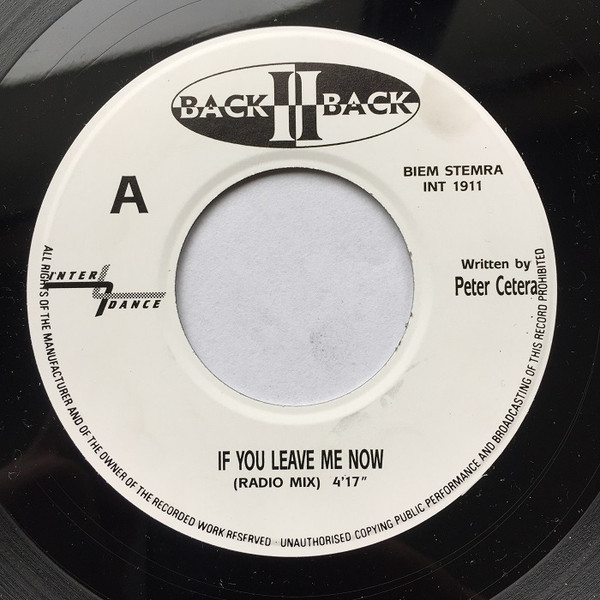 BACK II BACK
A
BIEM STEMRA
INT 1911
INTER
DANCE
Written by
Peter Cetera
IF YOU LEAVE ME NOW
(RADIO MIX) 4'17"
ALL RIGHTS OF THE MANUFACTURER AND OF THE OWNER OF THE RECORDED WORK RESERVED - UNAUTHORISED COPYING PUBLIC PERFORMANCE AND BROADCASTING OF THIS RECORD PROHIBITED